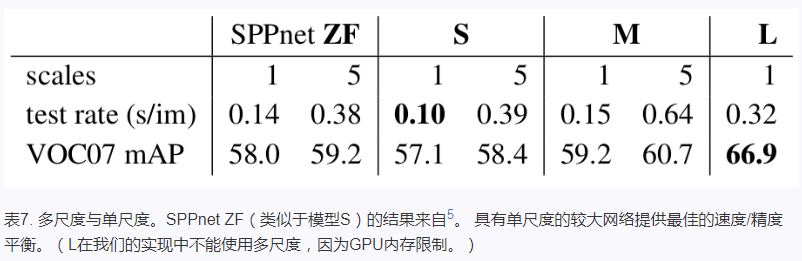 SPPnet ZF S M L
scales 1 5 1 5 1 5 1
test rate (s/im) 0.14 0.38 0.10 0.39 0.15 0.64 0.32
VOC07 mAP 58.0 59.2 57.1 58.4 59.2 60.7 66.9
表7. 多尺度与单尺度。SPPnet ZF（类似于模型S）的结果来自5。 具有单尺度的较大网络提供最佳的速度/精度
平衡。（L在我们的实现中不能使用多尺度，因为GPU内存限制。）